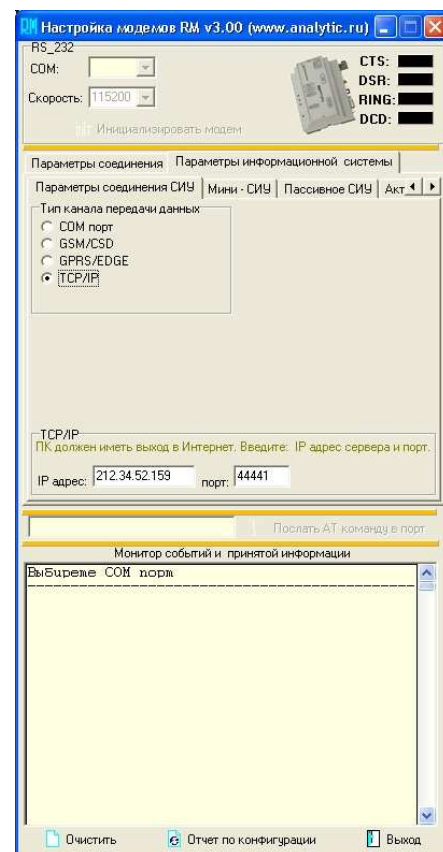 Настройка модемов RM v3.00 (www.analytic.ru)
RS_232
COM:
Скорость: 115200
Инициализировать модем
CTS:
DSR:
RING:
DCD:
Параметры соединения Параметры информационной системы
Параметры соединения СИУ Мини - СИУ Пассивное СИУ Акт
Тип канала передачи данных
COM порт
GSM/CSD
GPRS/EDGE
TCP/IP
TCP/IP
ПК должен иметь выход в Интернет. Введите: IP адрес сервера и порт.
IP адрес: 212.34.52.159 порт: 44441
Послать AT команду в порт
Монитор событий и принятой информации
Выбирете COM порт
Очистить Отчет по конфигурации Выход